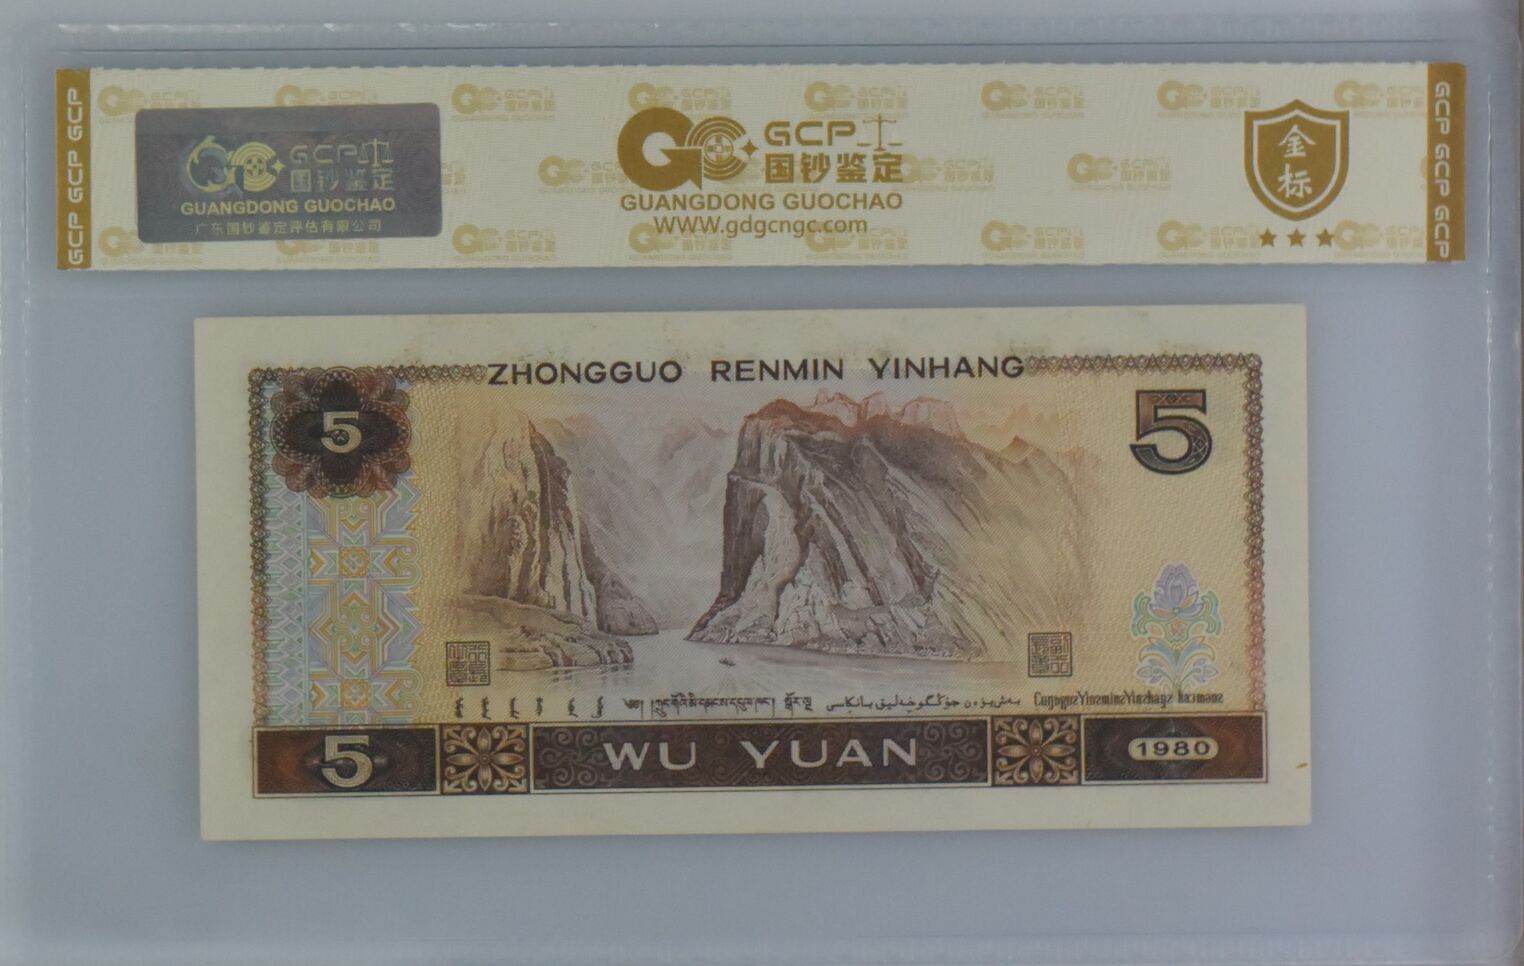 GCP GCP GCP
GCP 国钞鉴定
GUANGDONG GUOCHAO
广东国钞鉴定评估有限公司
GCP
国钞鉴定
GUANGDONG GUOCHAO
WWW.gdgcngc.com
金标
GCP GCP GCP
ZHONGGUO RENMIN YINHANG
5
5
5
WU YUAN
1980